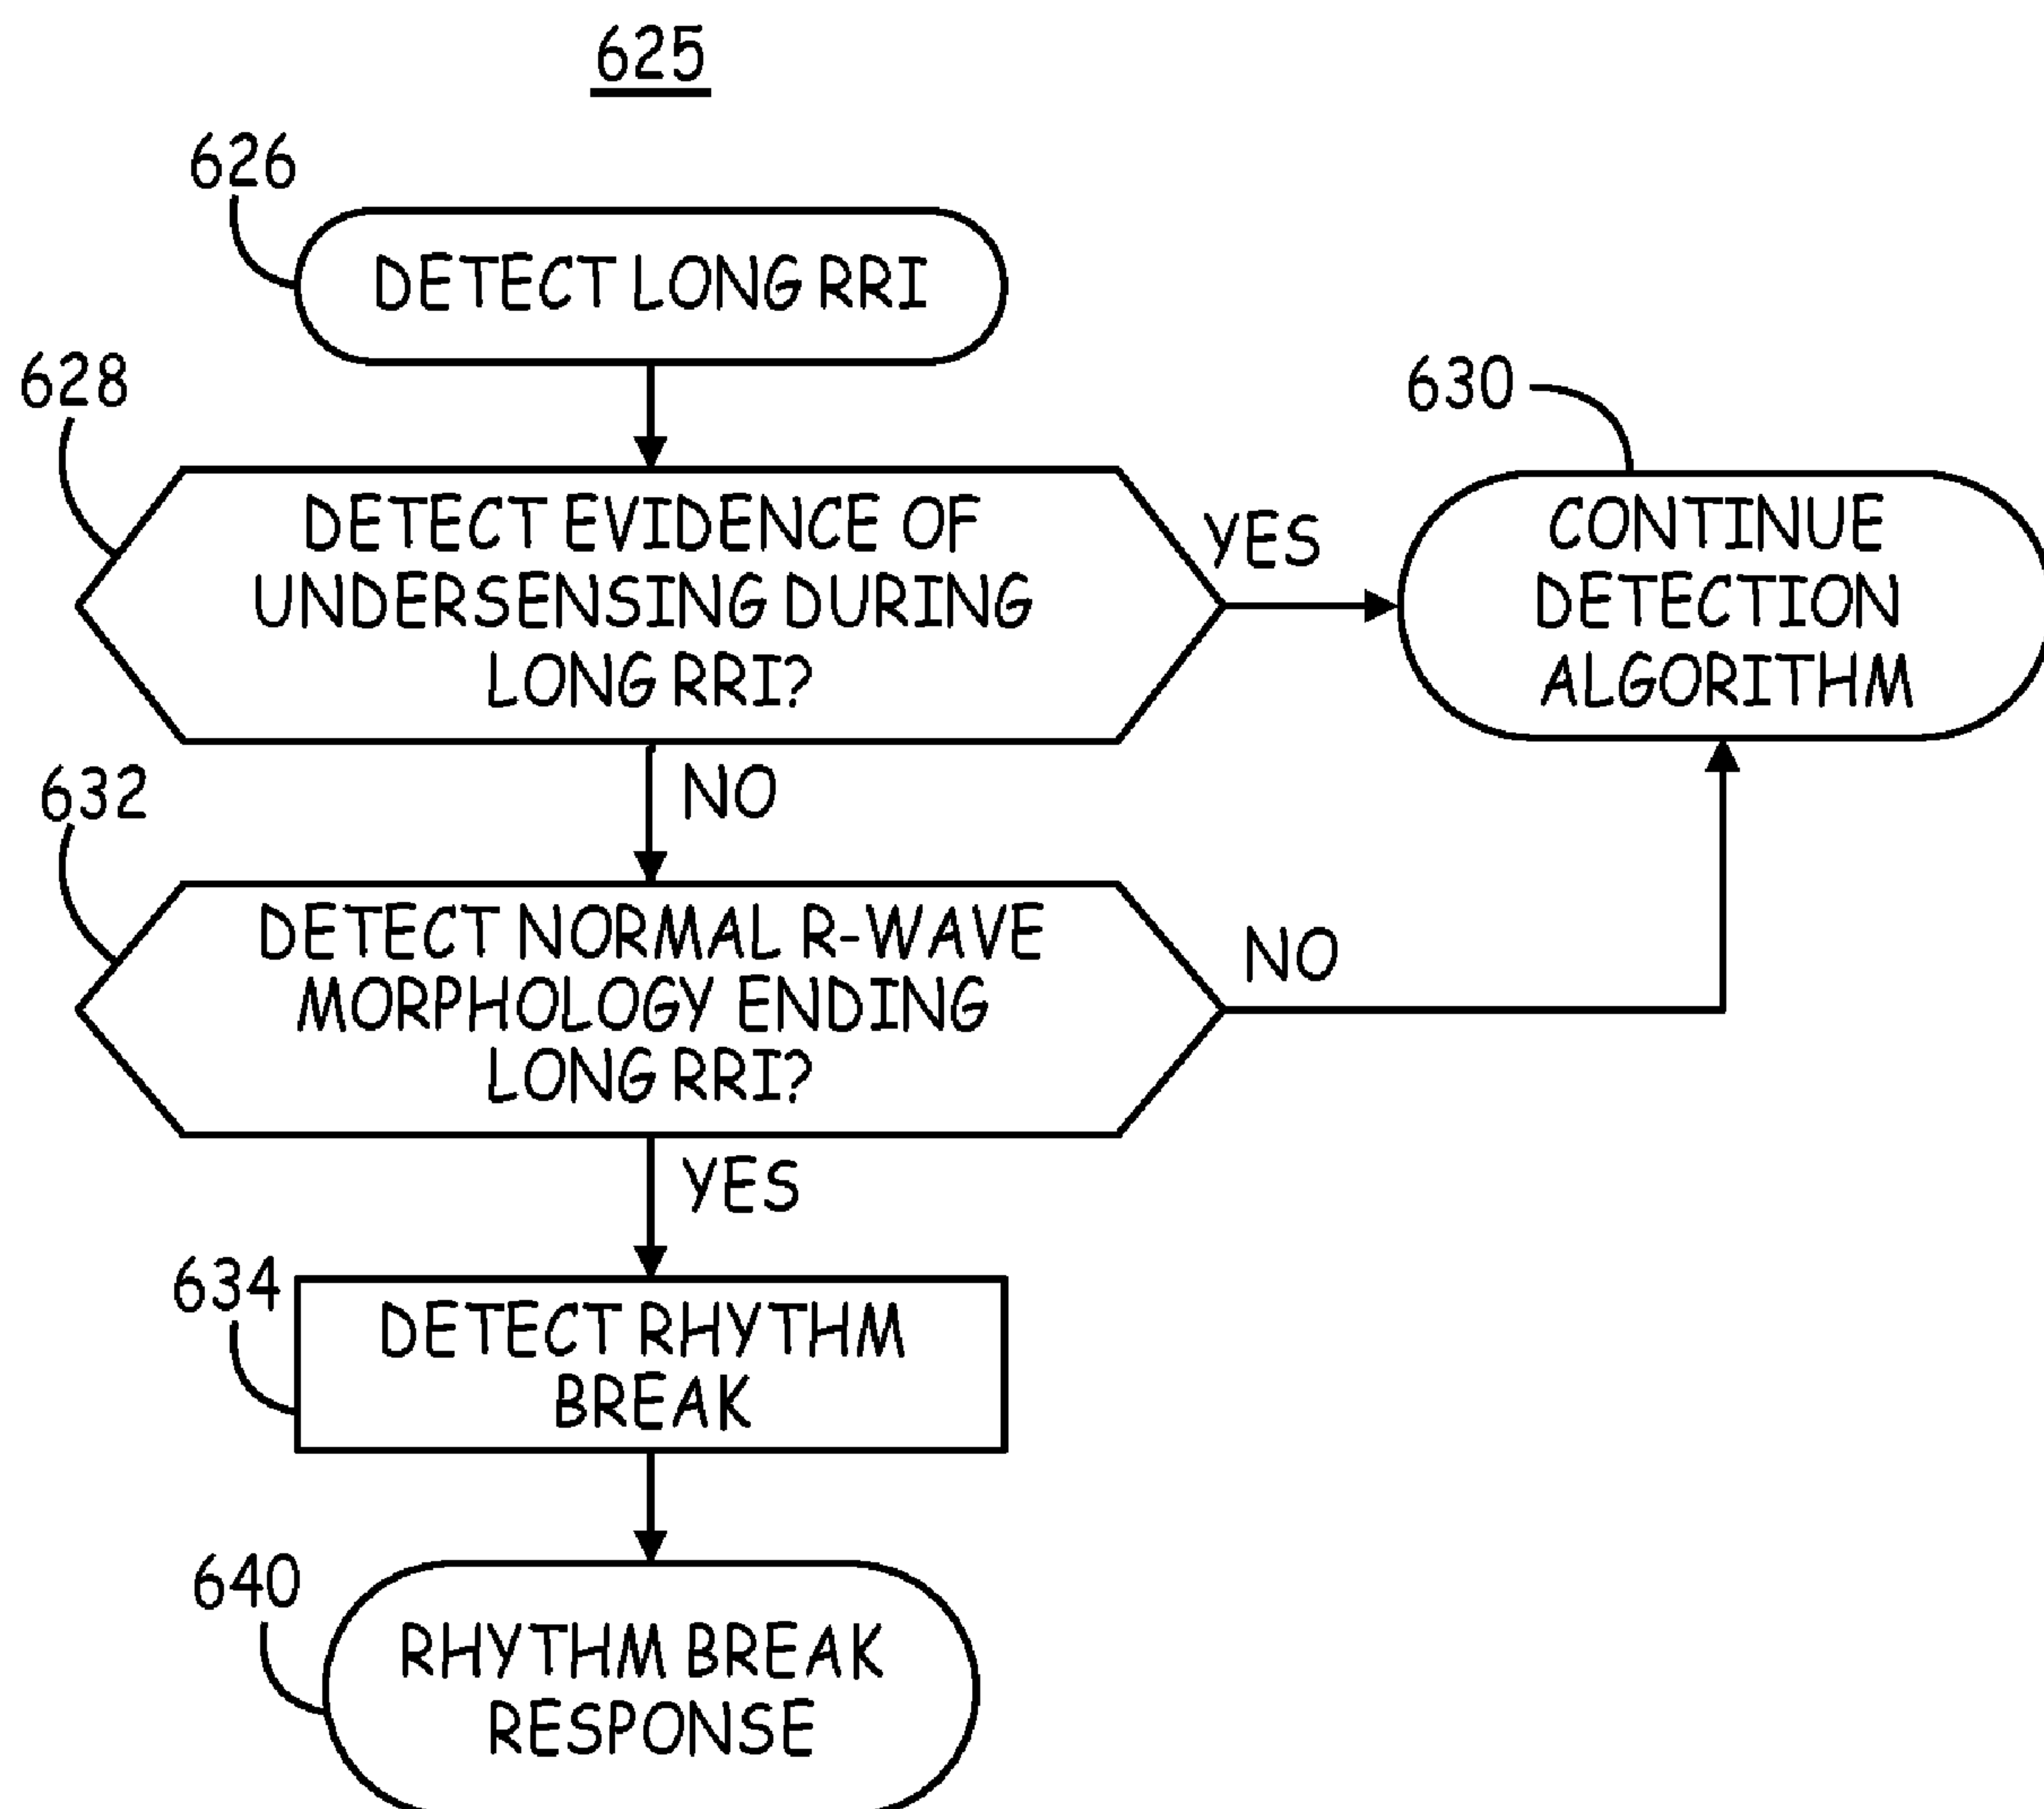 625
626
DETECT LONG RRI
628
DETECT EVIDENCE OF
UNDERSENSING DURING
LONG RRI?
YES
630
CONTINUE
DETECTION
ALGORITHM
NO
632
DETECT NORMAL R-WAVE
MORPHOLOGY ENDING
LONG RRI?
NO
YES
634
DETECT RHYTHM
BREAK
640
RHYTHM BREAK
RESPONSE